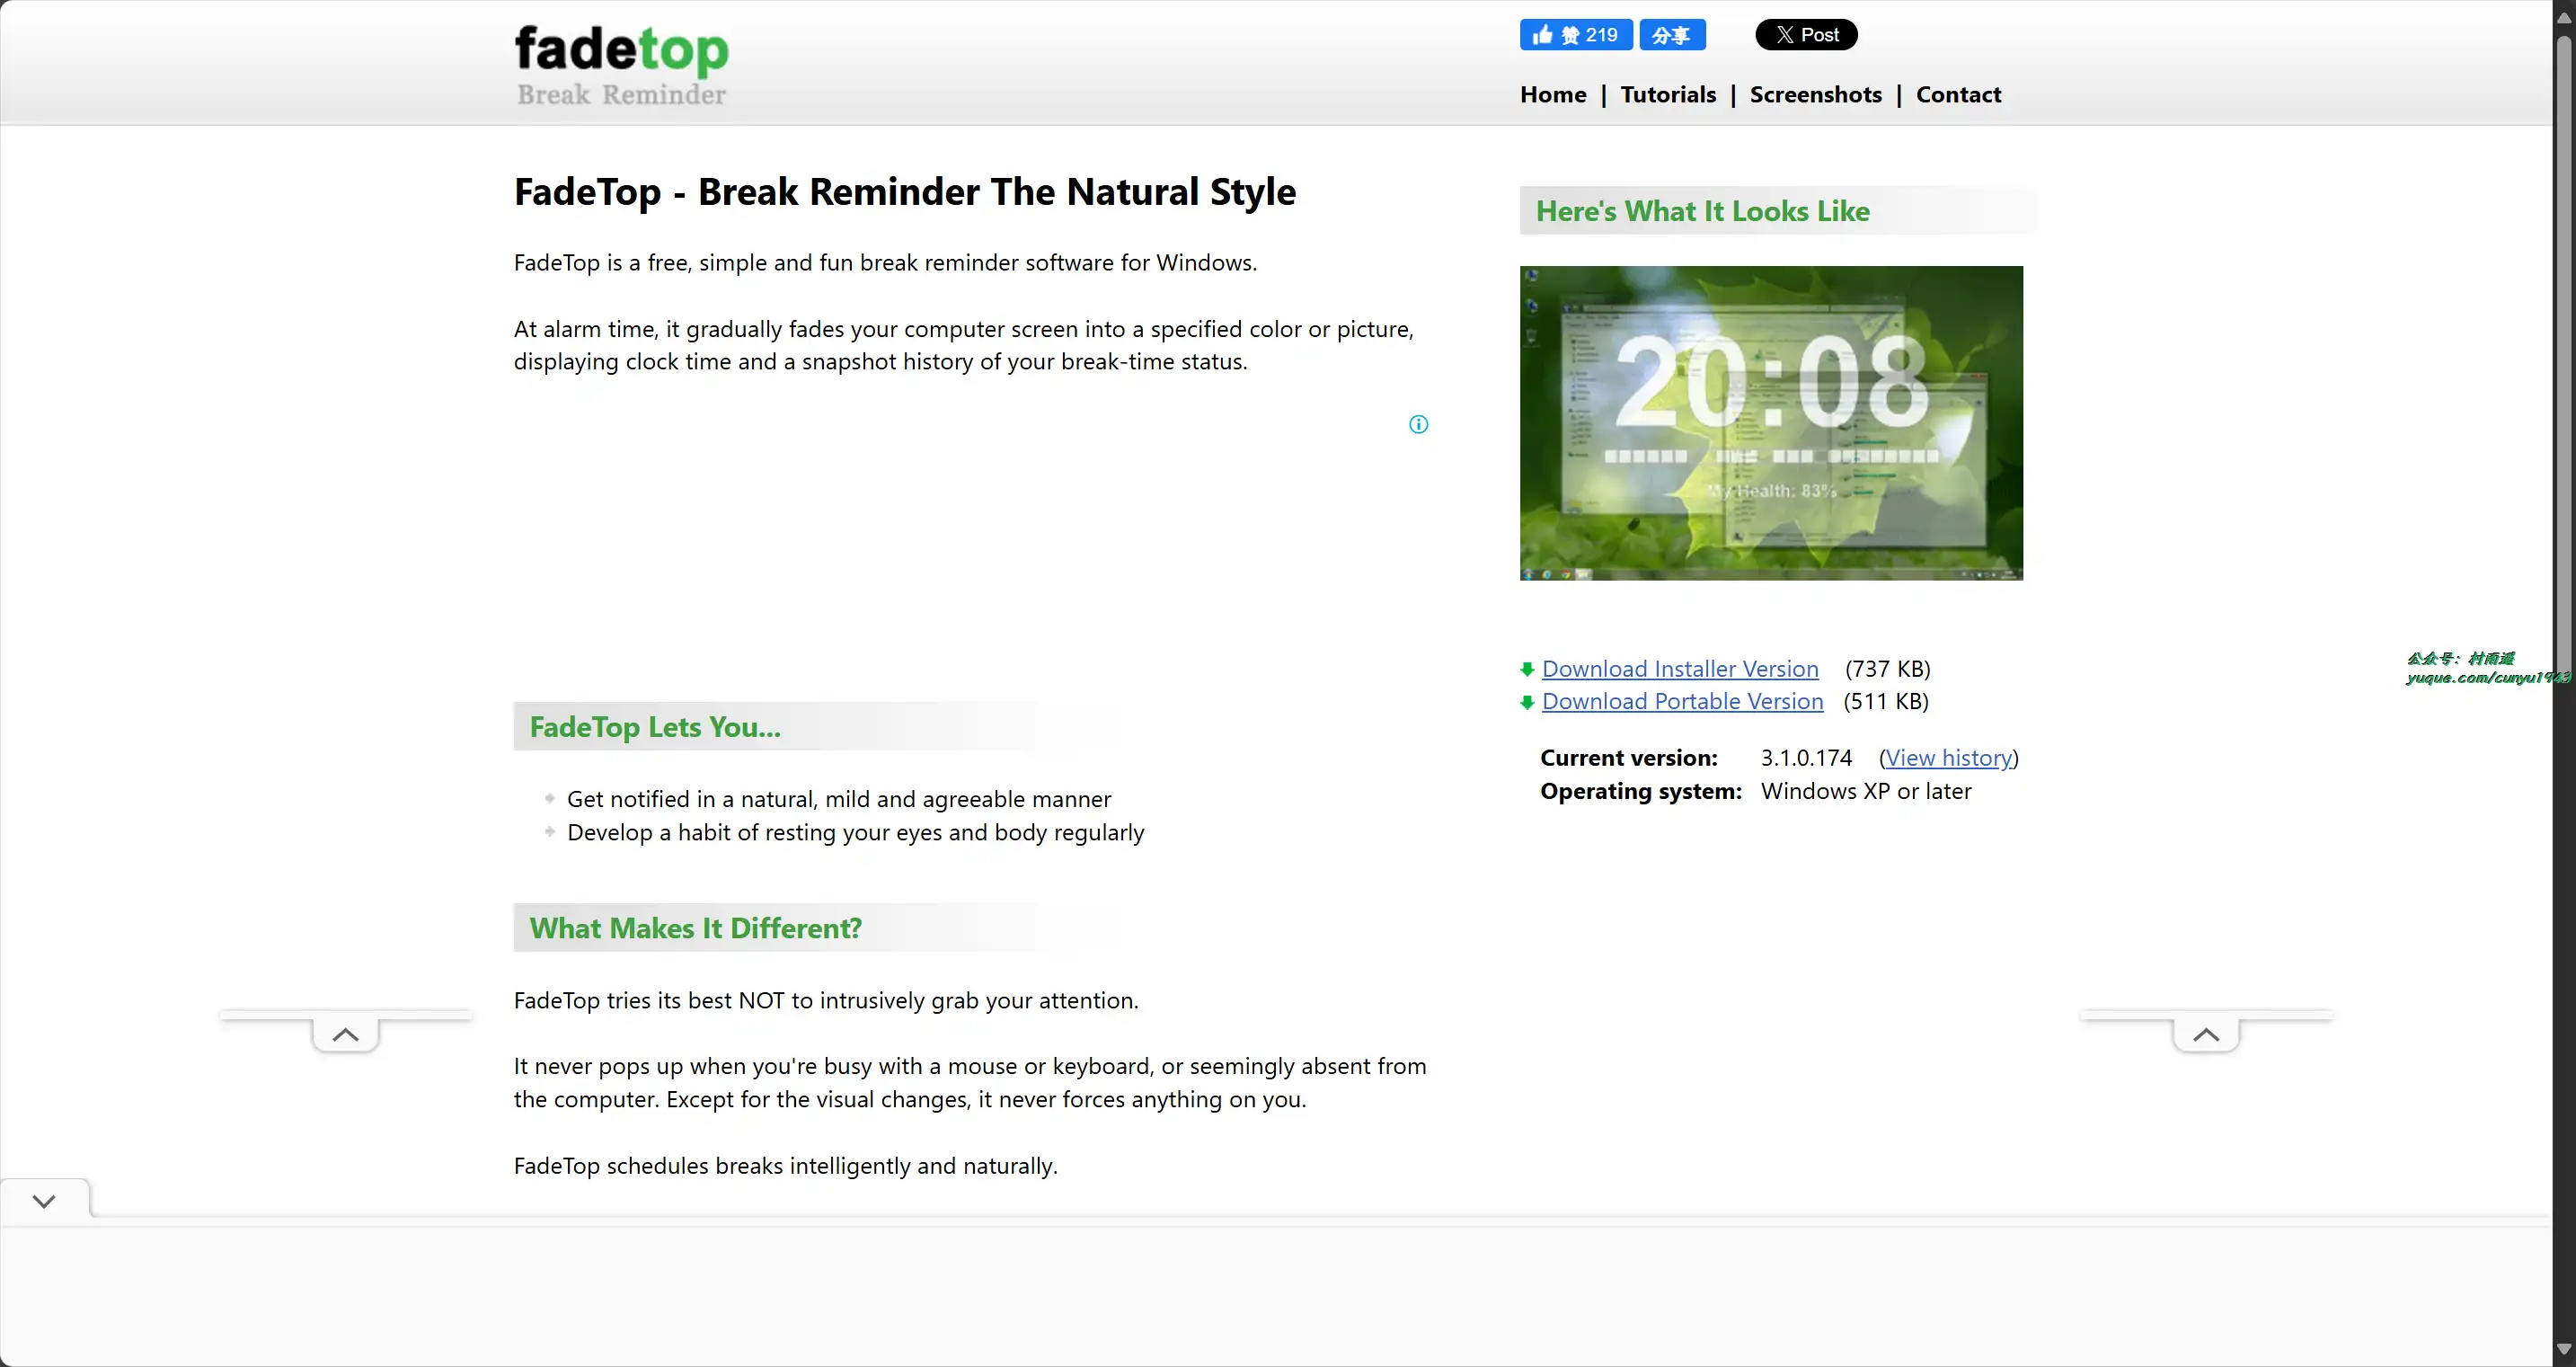 fadetop
Break Reminder
赞 219
分享
Post
Home | Tutorials | Screenshots | Contact
FadeTop - Break Reminder The Natural Style
FadeTop is a free, simple and fun break reminder software for Windows.
At alarm time, it gradually fades your computer screen into a specified color or picture,
displaying clock time and a snapshot history of your break-time status.
Here's What It Looks Like
20:08
My Health: 83%
Download Installer Version (737 KB)
Download Portable Version (511 KB)
Current version: 3.1.0.174 (View history)
Operating system: Windows XP or later
公众号：村雨遥
yuque.com/cunyu1943
FadeTop Lets You...
Get notified in a natural, mild and agreeable manner
Develop a habit of resting your eyes and body regularly
What Makes It Different?
FadeTop tries its best NOT to intrusively grab your attention.
It never pops up when you're busy with a mouse or keyboard, or seemingly absent from
the computer. Except for the visual changes, it never forces anything on you.
FadeTop schedules breaks intelligently and naturally.